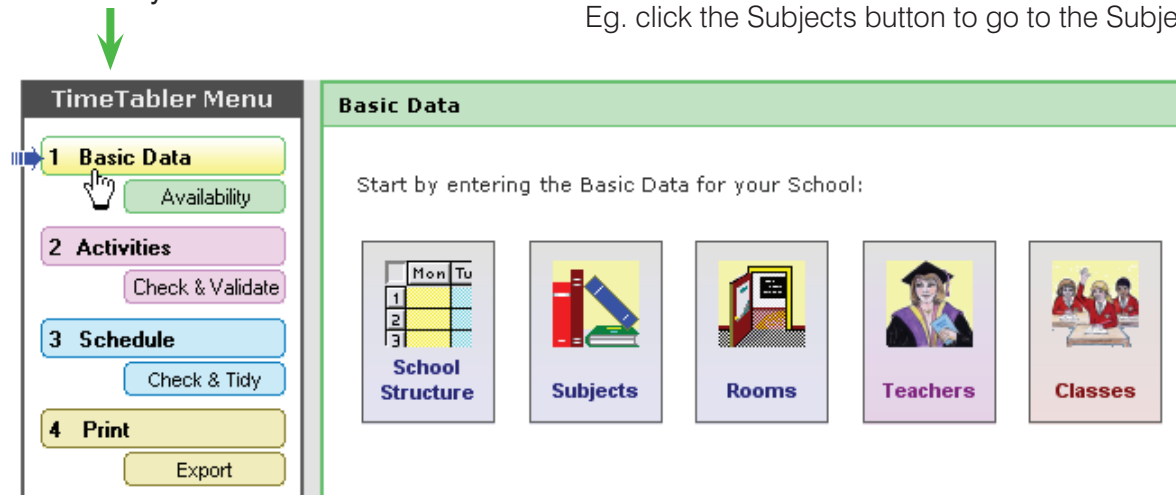 Eg. click the Subjects button to go to the Subje
TimeTabler Menu
1 Basic Data
Availability
2 Activities
Check & Validate
3 Schedule
Check & Tidy
4 Print
Export
Basic Data
Start by entering the Basic Data for your School:
Mon Tu
1
2
3
School
Structure
Subjects
Rooms
Teachers
Classes